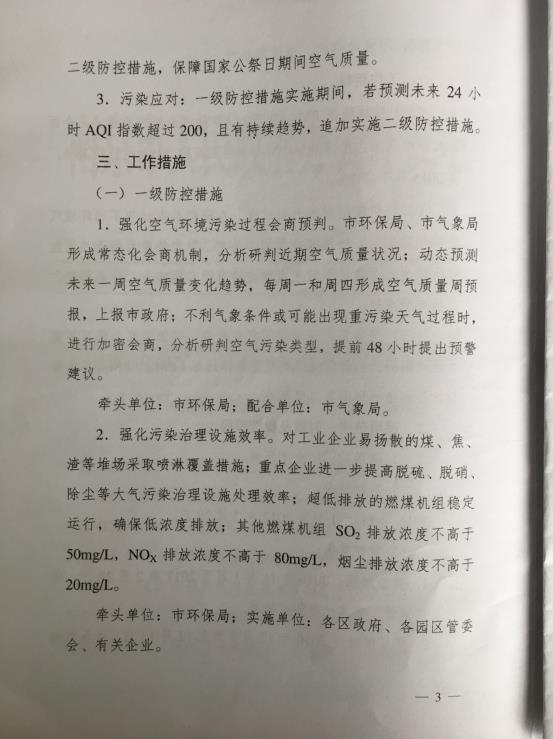 二级防控措施，保障国家公祭日期间空气质量。
3．污染应对：一级防控措施实施期间，若预测未来 24 小
时 AQI 指数超过 200，且有持续趋势，追加实施二级防控措施。
三、工作措施
（一）一级防控措施
1．强化空气环境污染过程会商预判。市环保局、市气象局
形成常态化会商机制，分析研判近期空气质量状况；动态预测
未来一周空气质量变化趋势，每周一和周四形成空气质量周预
报，上报市政府；不利气象条件或可能出现重污染天气过程时，
进行加密会商，分析研判空气污染类型，提前 48 小时提出预警
建议。
牵头单位：市环保局；配合单位：市气象局。
2．强化污染治理设施效率。对工业企业易扬散的煤、焦、
渣等堆场采取喷淋覆盖措施；重点企业进一步提高脱硫、脱硝、
除尘等大气污染治理设施处理效率；超低排放的燃煤机组稳定
运行，确保低浓度排放；其他燃煤机组 SO₂ 排放浓度不高于
50mg/L，NOX 排放浓度不高于 80mg/L，烟尘排放浓度不高于
20mg/L。
牵头单位：市环保局；实施单位：各区政府、各园区管委
会、有关企业。
— 3 —